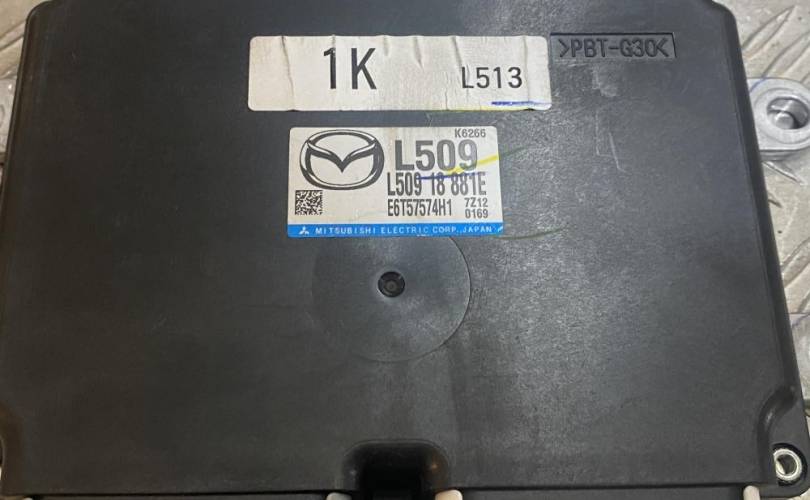 1K L513
>PBT-G30<
K6266
L509
L509 18 881E
E6T57574H1 7Z12
0169
MITSUBISHI ELECTRIC CORP.,JAPAN